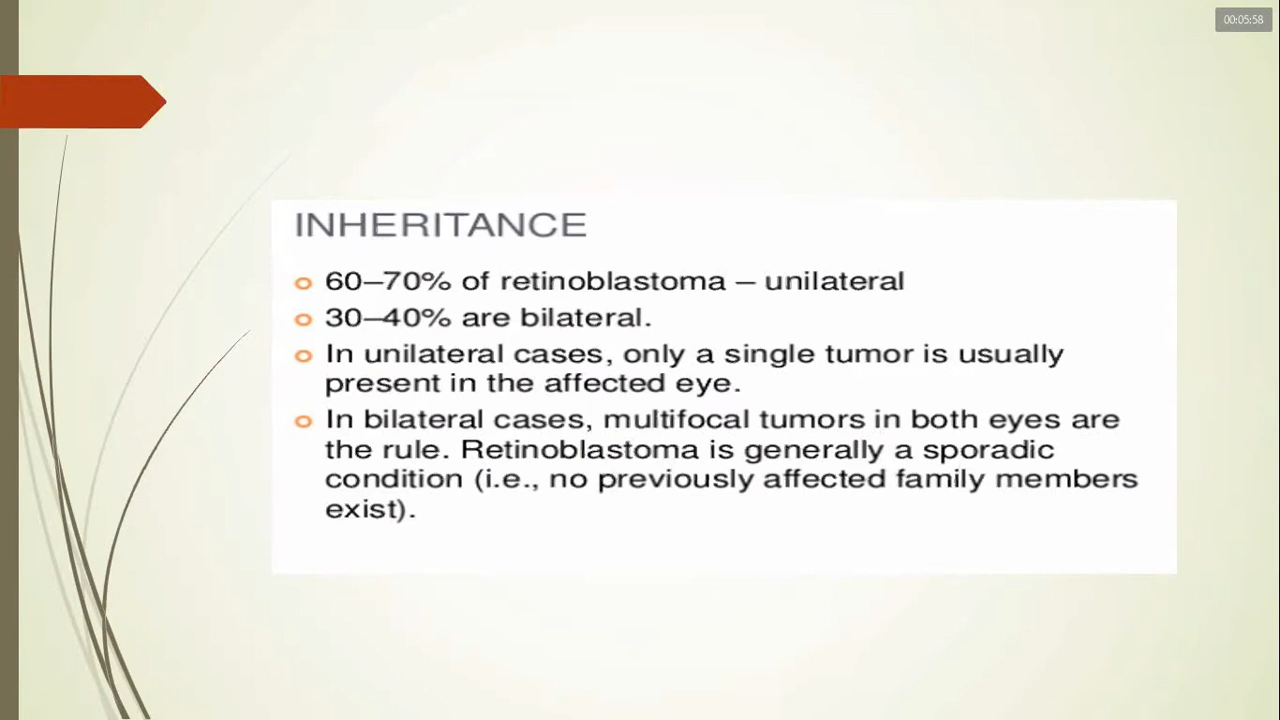 00:05:58
INHERITANCE
60–70% of retinoblastoma – unilateral
30–40% are bilateral.
In unilateral cases, only a single tumor is usually
present in the affected eye.
In bilateral cases, multifocal tumors in both eyes are
the rule. Retinoblastoma is generally a sporadic
condition (i.e., no previously affected family members
exist).